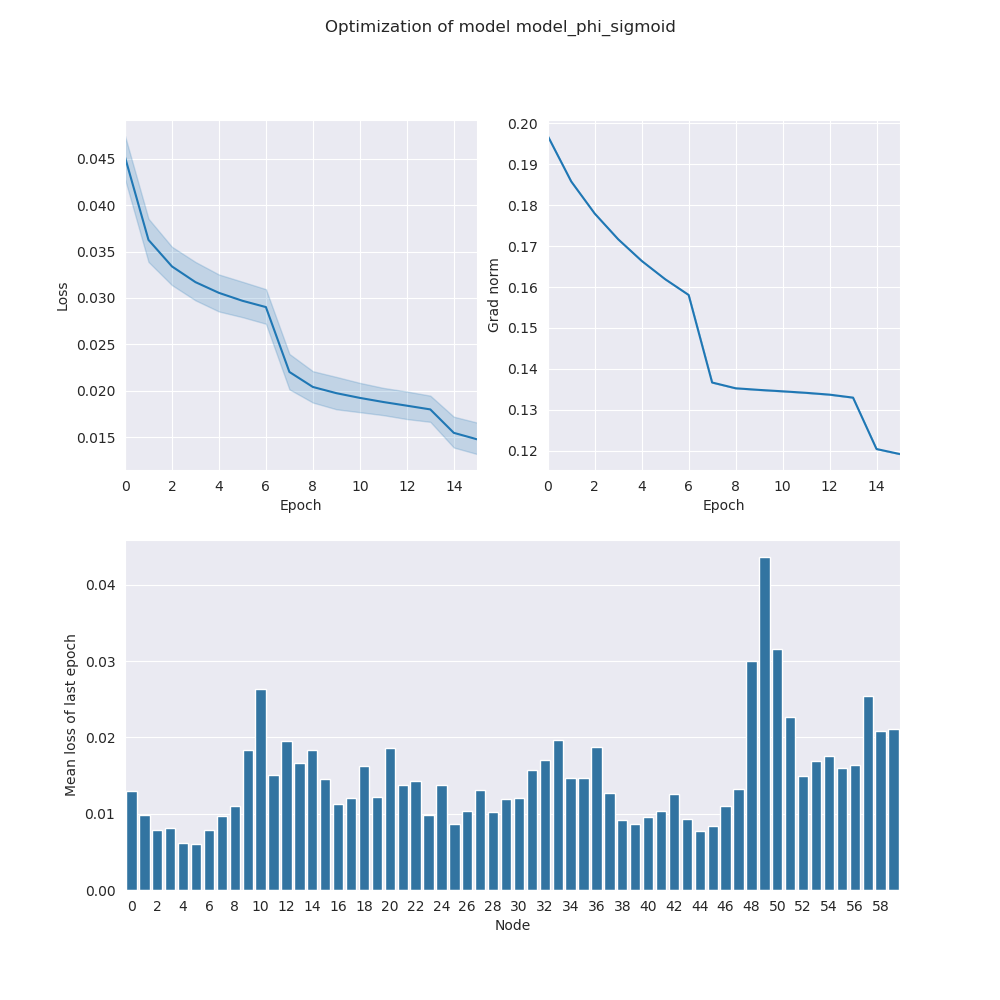 Optimization of model model_phi_sigmoid
0.045
0.040
0.035
0.030
0.025
0.020
0.015
Loss
0 2 4 6 8 10 12 14
Epoch
0.20
0.19
0.18
0.17
0.16
0.15
0.14
0.13
0.12
Grad norm
0 2 4 6 8 10 12 14
Epoch
0.04
0.03
0.02
0.01
0.00
Mean loss of last epoch
0 2 4 6 8 10 12 14 16 18 20 22 24 26 28 30 32 34 36 38 40 42 44 46 48 50 52 54 56 58
Node